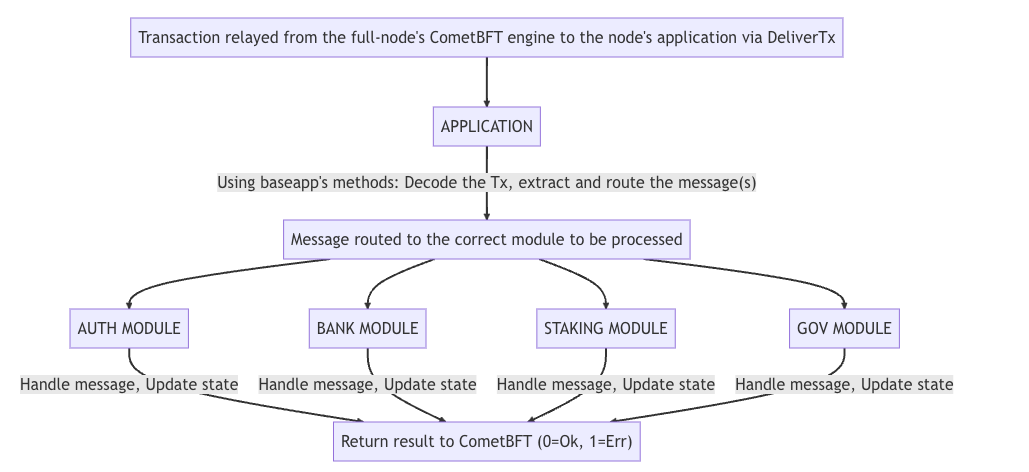 Transaction relayed from the full-node's CometBFT engine to the node's application via DeliverTx
APPLICATION
Using baseapp's methods: Decode the Tx, extract and route the message(s)
Message routed to the correct module to be processed
AUTH MODULE
BANK MODULE
STAKING MODULE
GOV MODULE
Handle message, Update state
Handle message, Update state
Handle message, Update state
Handle message, Update state
Return result to CometBFT (0=Ok, 1=Err)